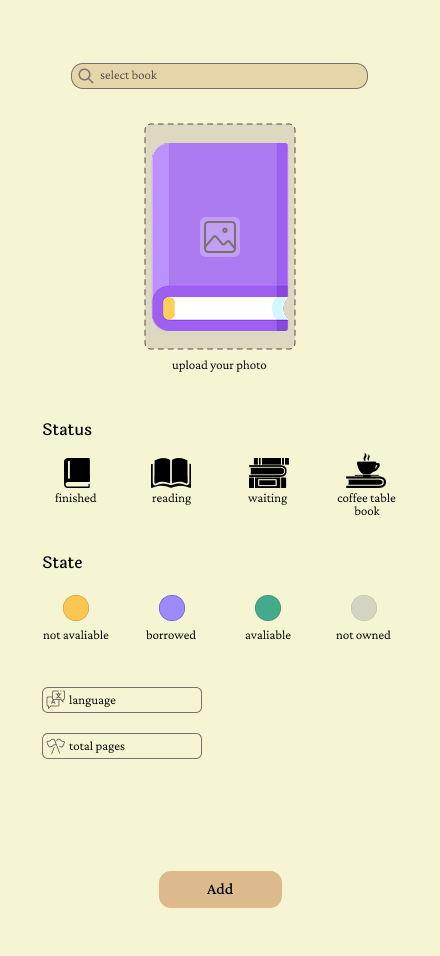 select book
upload your photo
Status
finished
reading
waiting
coffee table
book
State
not avaliable
borrowed
avaliable
not owned
language
total pages
Add